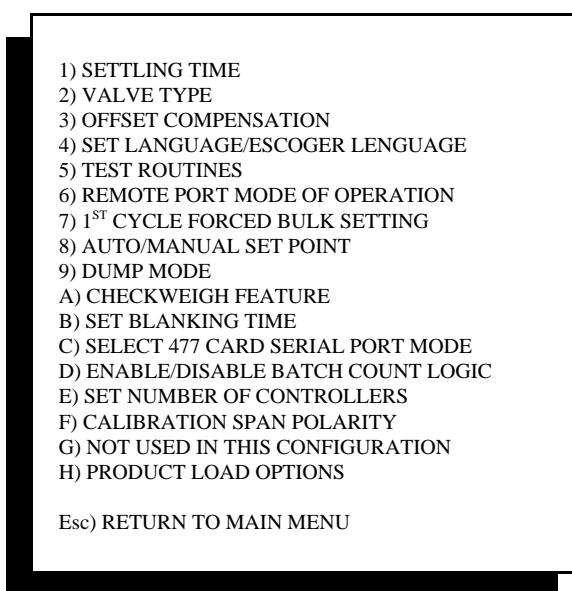 1) SETTLING TIME
2) VALVE TYPE
3) OFFSET COMPENSATION
4) SET LANGUAGE/ESCOGER LENGUAGE
5) TEST ROUTINES
6) REMOTE PORT MODE OF OPERATION
7) 1ST CYCLE FORCED BULK SETTING
8) AUTO/MANUAL SET POINT
9) DUMP MODE
A) CHECKWEIGH FEATURE
B) SET BLANKING TIME
C) SELECT 477 CARD SERIAL PORT MODE
D) ENABLE/DISABLE BATCH COUNT LOGIC
E) SET NUMBER OF CONTROLLERS
F) CALIBRATION SPAN POLARITY
G) NOT USED IN THIS CONFIGURATION
H) PRODUCT LOAD OPTIONS
Esc) RETURN TO MAIN MENU